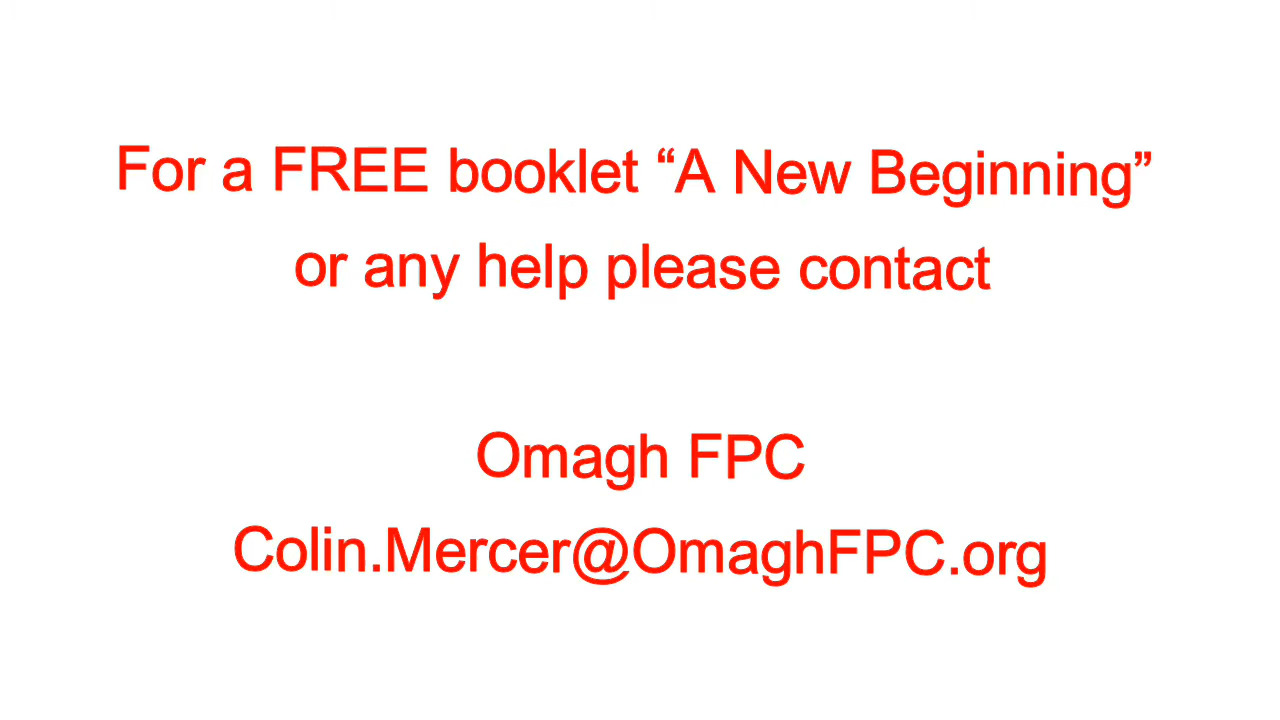 For a FREE booklet “A New Beginning”
or any help please contact
Omagh FPC
Colin.Mercer@OmaghFPC.org